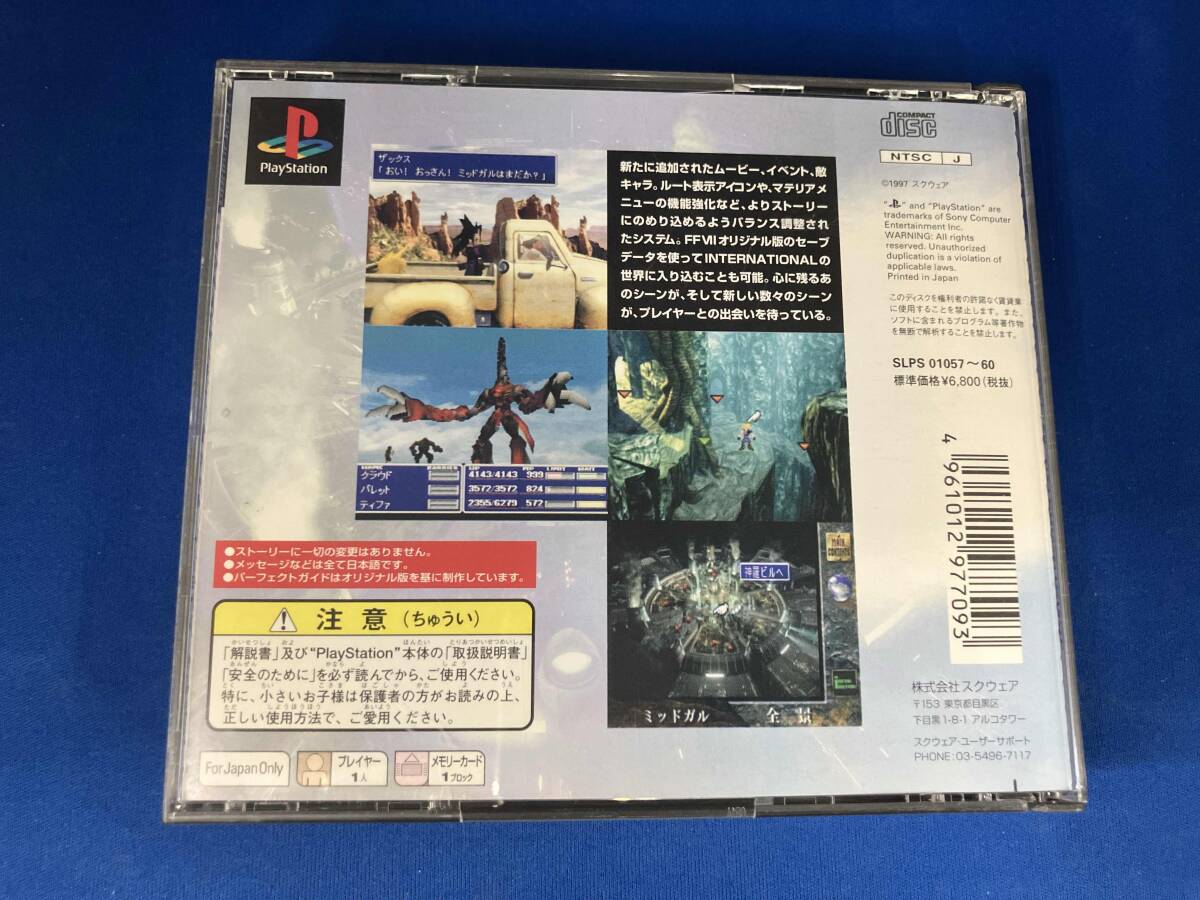 PlayStation
ザックス
「おい! おっさん! ミッドガルはまだか?」
新たに追加されたムービー、イベント、敵
キャラ。ルート表示アイコンや、マテリアメ
ニューの機能強化など、よりストーリー
にのめり込めるようバランス調整され
たシステム。FFⅦオリジナル版のセーブ
データを使ってINTERNATIONALの
世界に入り込むことも可能。心に残るあ
のシーンが、そして新しい数々のシーン
が、プレイヤーとの出会いを待っている。
COMPACT
disc
NTSC J
©1997 スクウェア
"PS" and "PlayStation" are
trademarks of Sony Computer
Entertainment Inc.
WARNING: All rights
reserved. Unauthorized
duplication is a violation of
applicable laws.
Printed in Japan
このディスクを権利者の許諾なく賃貸業
に使用することを禁止します。また、
ソフトに含まれるプログラム等著作物
を無断で解析することを禁止します。
SLPS 01057〜60
標準価格¥6,800(税抜)
4 961012 977093
クラウド 4143/4143 999
バレット 3572/3572 824
ティファ 2355/6279 572
MAIN
CONTENTS
神羅ビルへ
ミッドガル 全景
●ストーリーに一切の変更はありません。
●メッセージなどは全て日本語です。
●パーフェクトガイドはオリジナル版を基に制作しています。
注意(ちゅうい)
「解説書」及び"PlayStation"本体の「取扱説明書」
「安全のために」を必ず読んでから、ご使用ください。
特に、小さいお子様は保護者の方がお読みの上、
正しい使用方法で、ご愛用ください。
For Japan Only
プレイヤー
1人
メモリーカード
1ブロック
株式会社スクウェア
〒153 東京都目黒区
下目黒1-8-1 アルコタワー
スクウェア・ユーザーサポート
PHONE:03-5496-7117